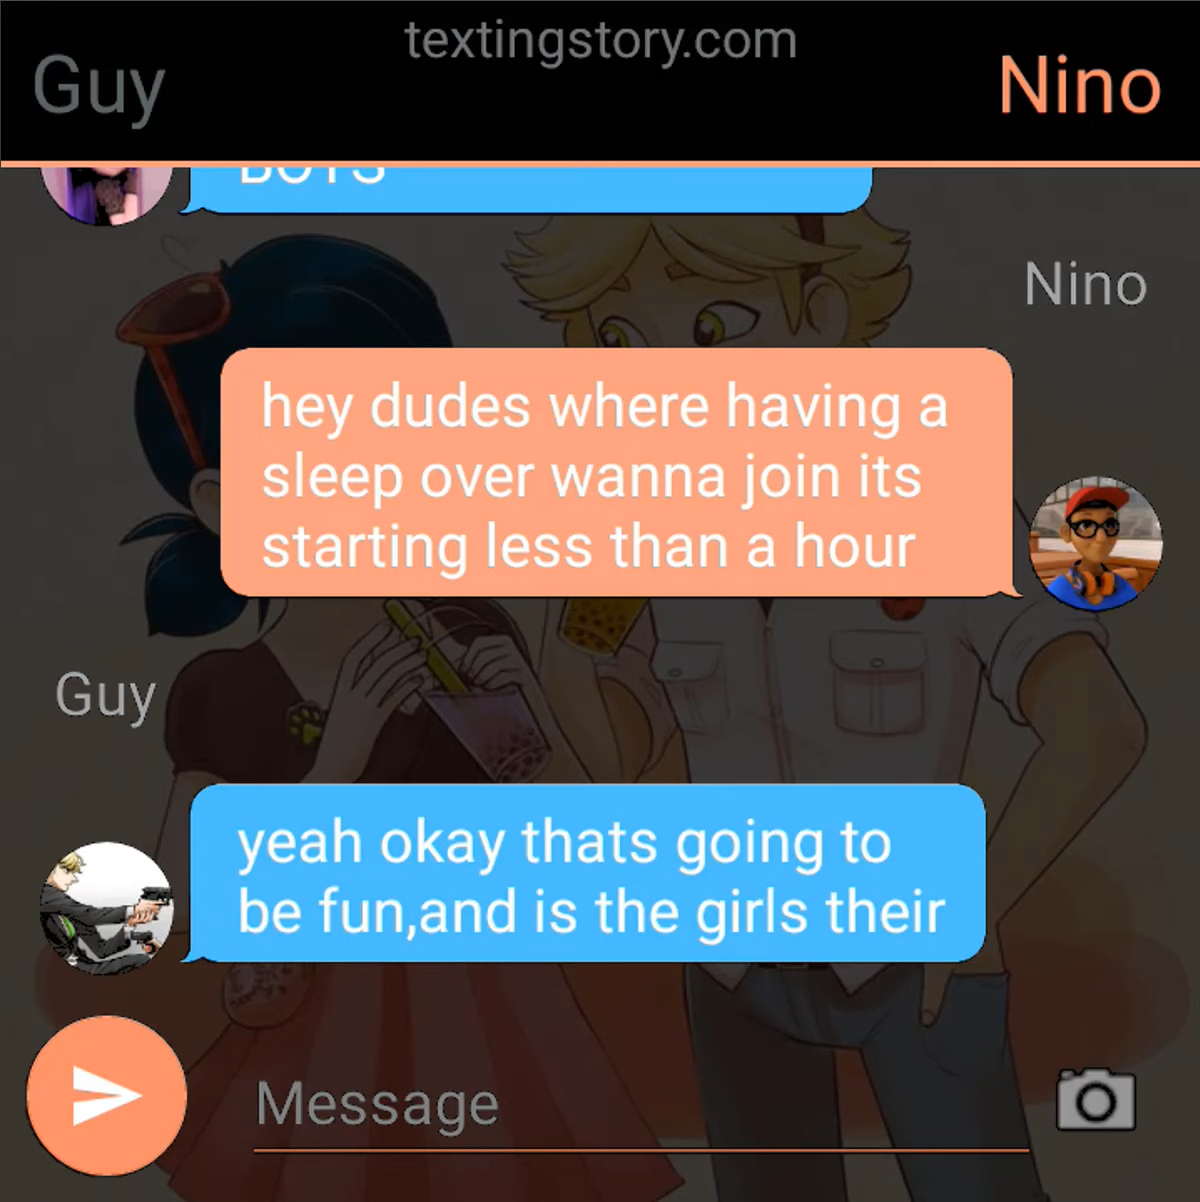 textingstory.com
Guy
Nino
BOYS
Nino
hey dudes where having a
sleep over wanna join its
starting less than a hour
Guy
yeah okay thats going to
be fun,and is the girls their
Message